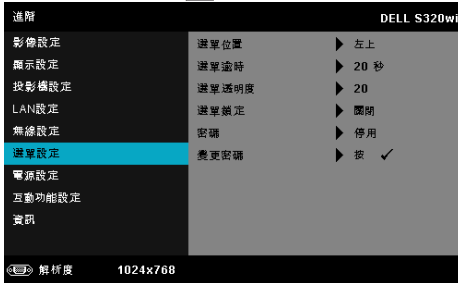 進階 DELL S320wi
影像設定
顯示設定
投影機設定
LAN設定
無線設定
選單設定
電源設定
互動功能設定
資訊
選單位置 左上
選單逾時 20 秒
選單透明度 20
選單鎖定 關閉
密碼 停用
變更密碼 按 ✓
解析度 1024x768